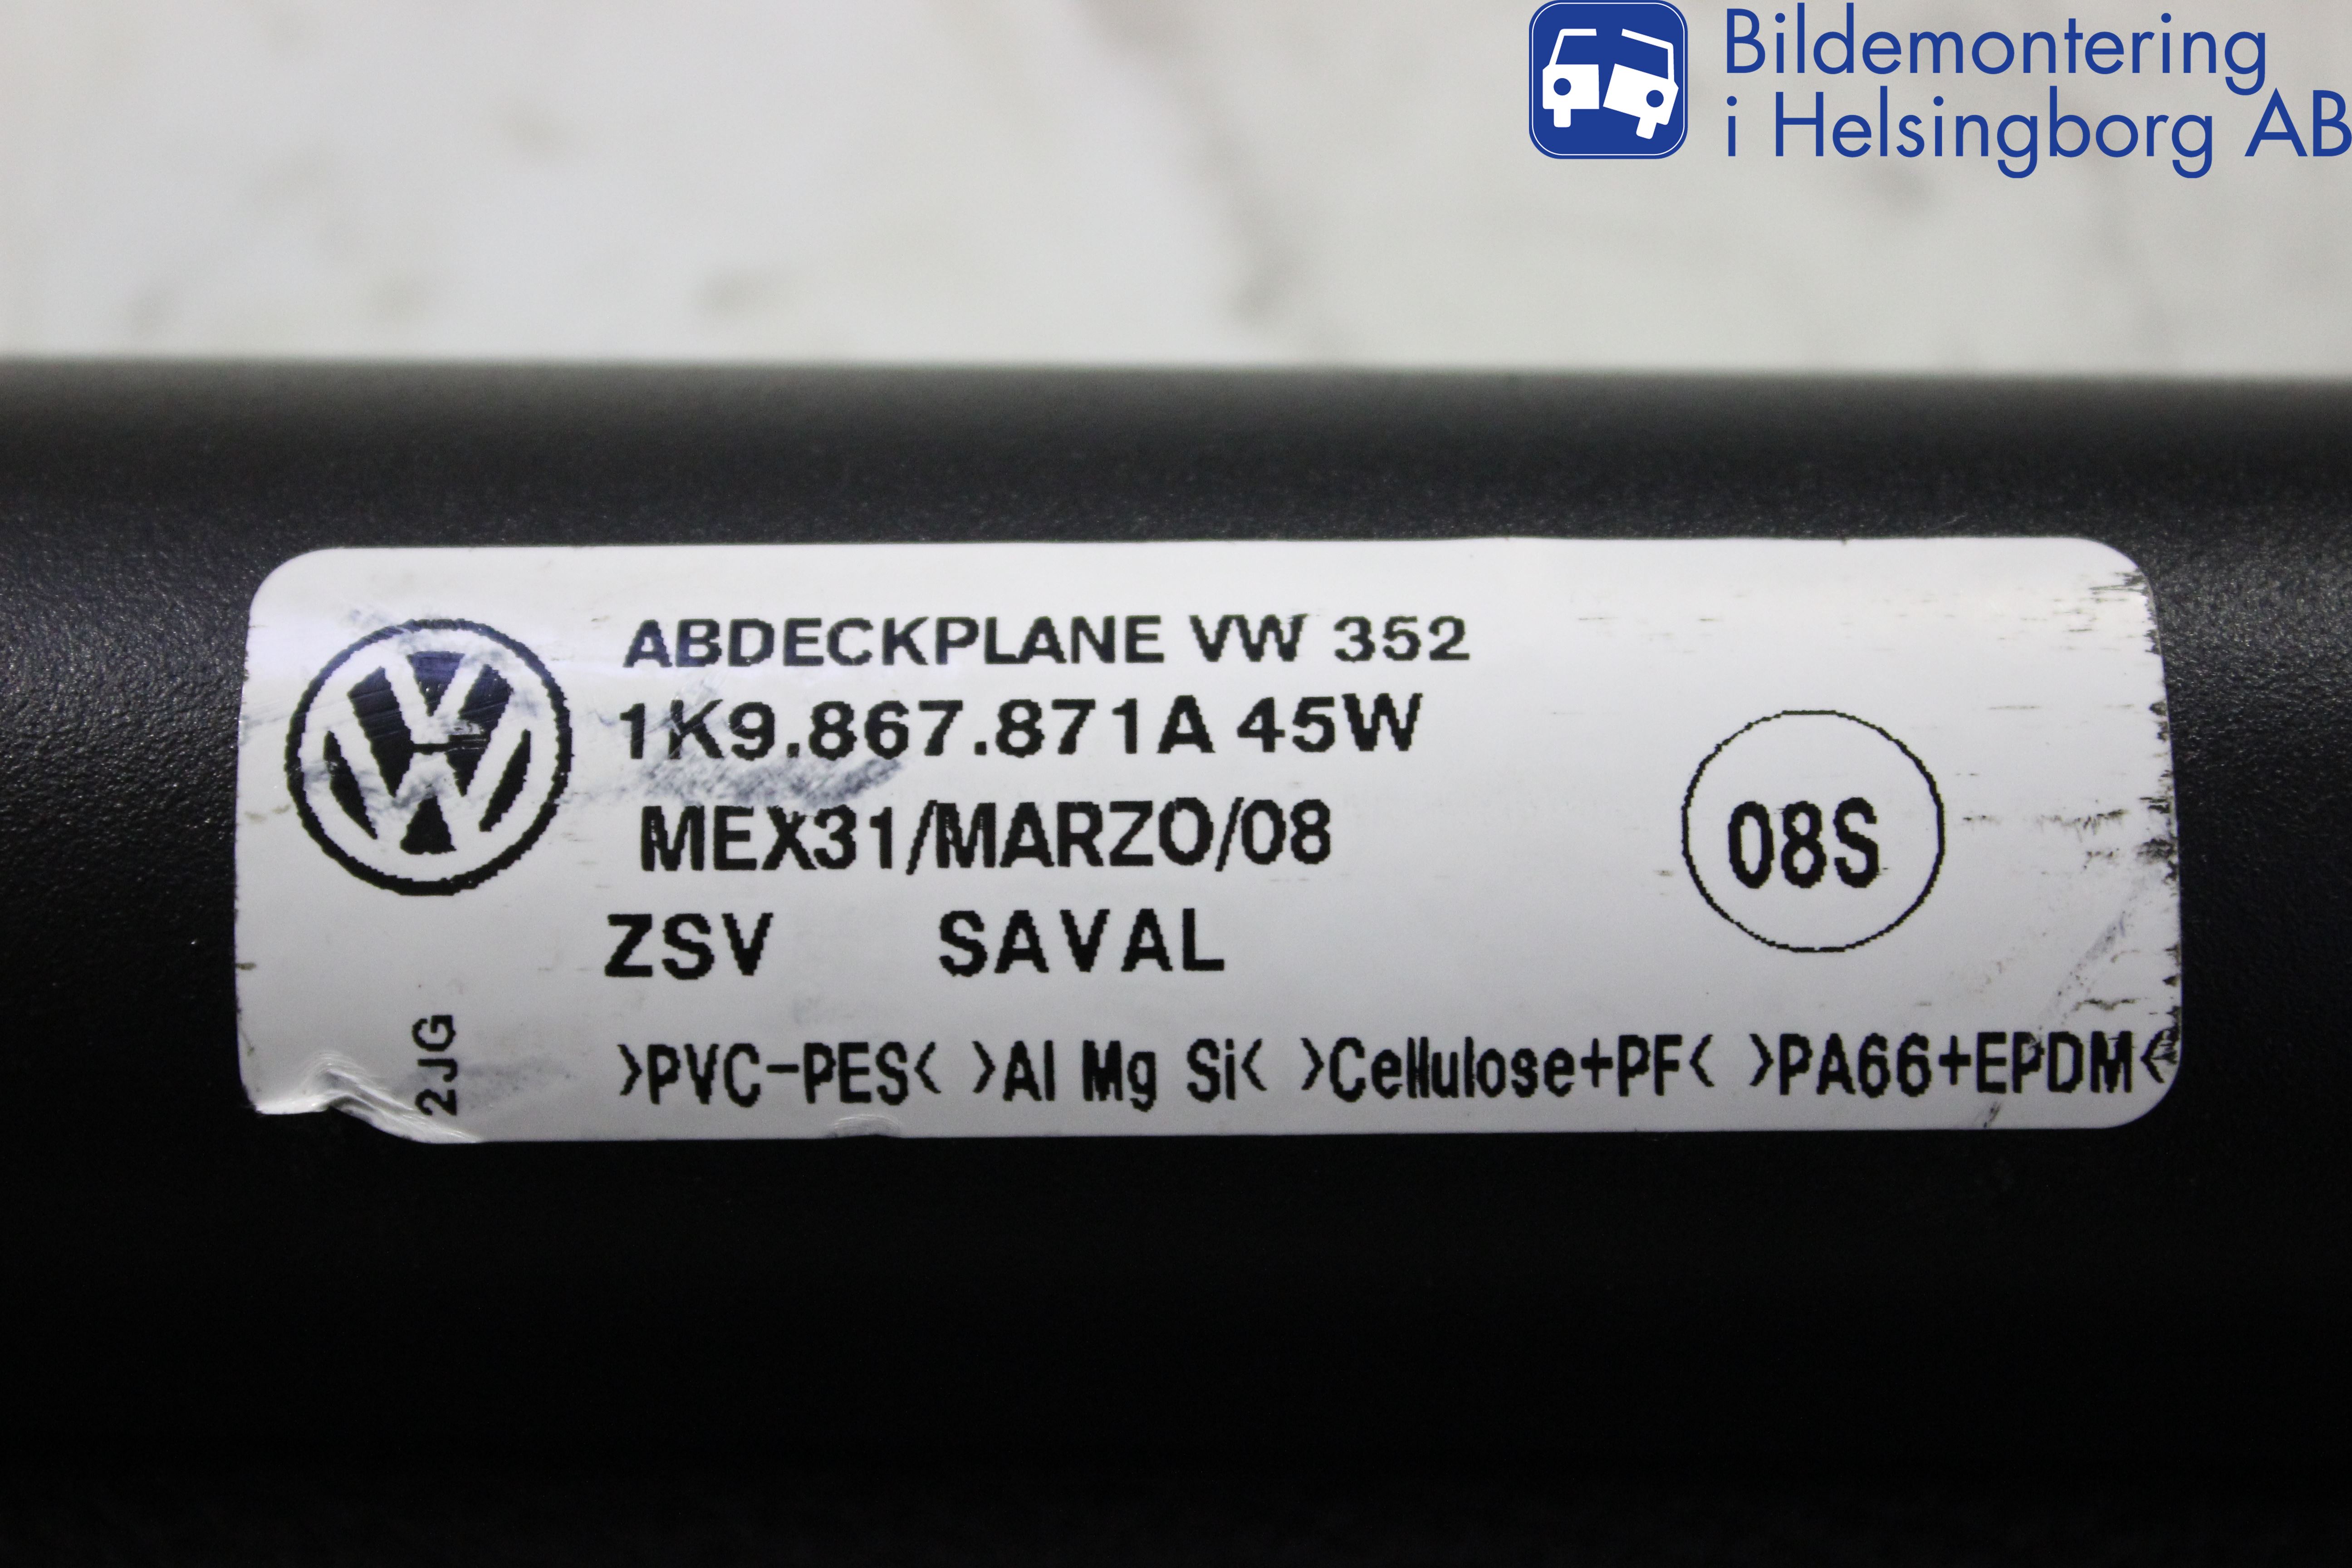 Bildemontering
i Helsingborg AB
ABDECKPLANE VW 352
1K9.867.871A 45W
MEX31/MARZO/08
08S
ZSV SAVAL
2JG
>PVC-PES< >Al Mg Si< >Cellulose+PF< >PA66+EPDM<